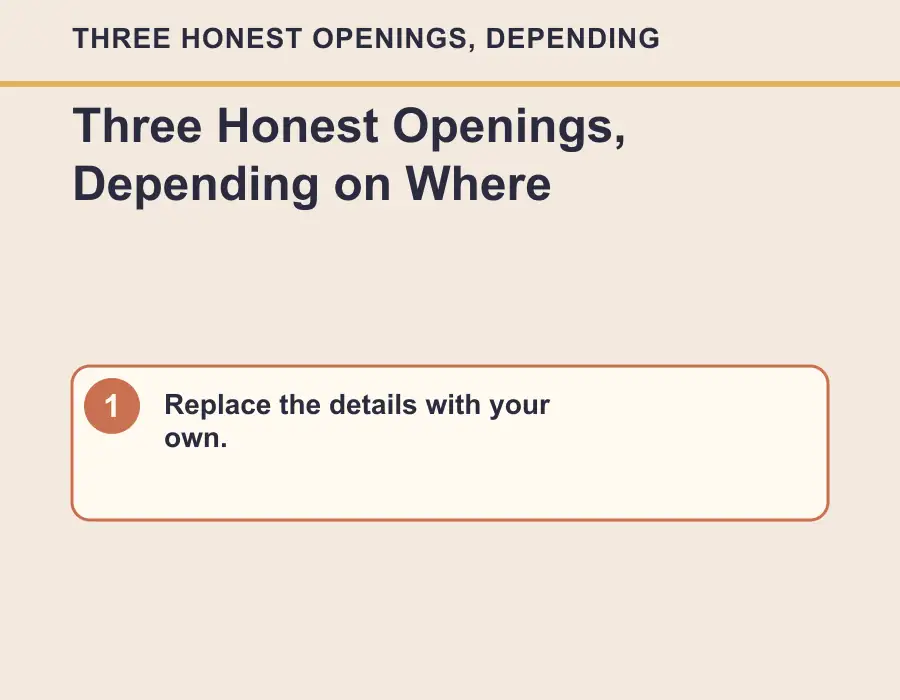 THREE HONEST OPENINGS, DEPENDING
Three Honest Openings,
Depending on Where
1
Replace the details with your
own.